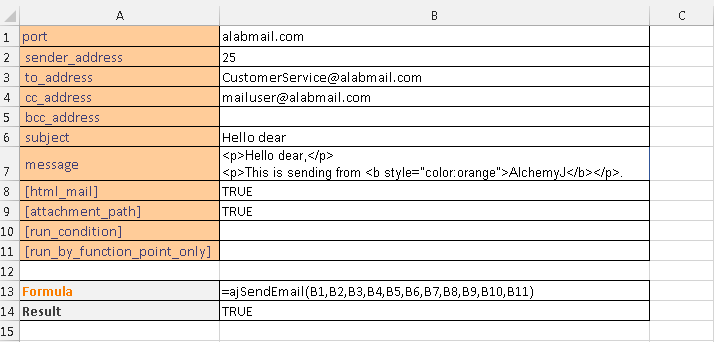 A B C
1 port alabmail.com
2 sender_address 25
3 to_address CustomerService@alabmail.com
4 cc_address mailuser@alabmail.com
5 bcc_address
6 subject Hello dear
<p>Hello dear,</p>
7 message <p>This is sending from <b style="color:orange">AlchemyJ</b></p>.
8 [html_mail] TRUE
9 [attachment_path] TRUE
10 [run_condition]
11 [run_by_function_point_only]
12
13 Formula =ajSendEmail(B1,B2,B3,B4,B5,B6,B7,B8,B9,B10,B11)
14 Result TRUE
15